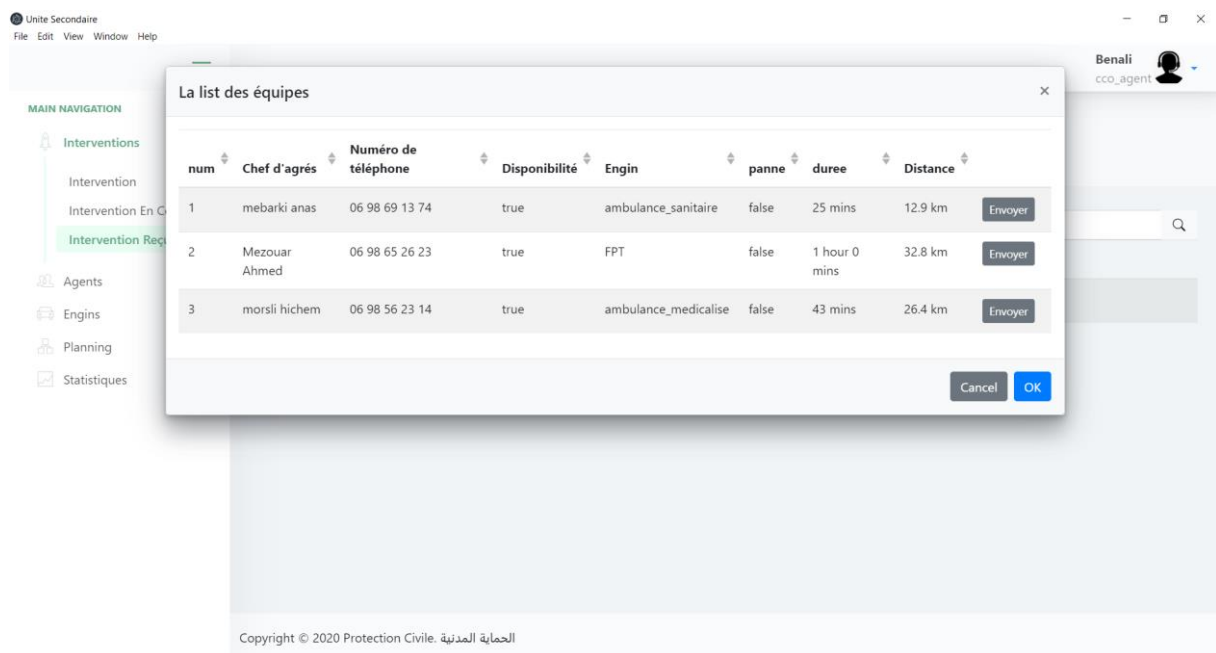 Unite Secondaire
File Edit View Window Help
Benali
cco_agent
MAIN NAVIGATION
Interventions
Intervention
Intervention En C
Intervention Reç
Agents
Engins
Planning
Statistiques
La list des équipes
×
num Chef d'agrés Numéro de téléphone Disponibilité Engin panne duree Distance
1 mebarki anas 06 98 69 13 74 true ambulance_sanitaire false 25 mins 12.9 km Envoyer
2 Mezouar Ahmed 06 98 65 26 23 true FPT false 1 hour 0 mins 32.8 km Envoyer
3 morsli hichem 06 98 56 23 14 true ambulance_medicalise false 43 mins 26.4 km Envoyer
Cancel OK
Copyright © 2020 Protection Civile. الحماية المدنية